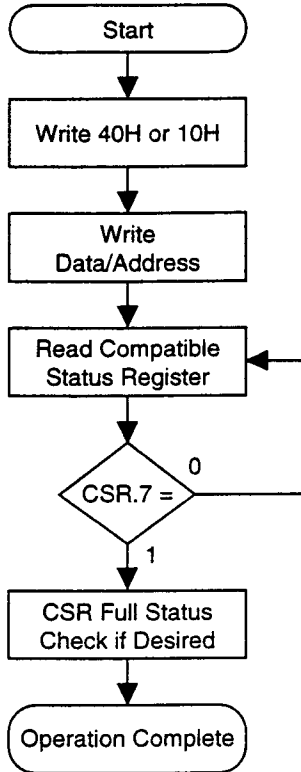 Start
Write 40H or 10H
Write
Data/Address
Read Compatible
Status Register
0
CSR.7 =
1
CSR Full Status
Check if Desired
Operation Complete